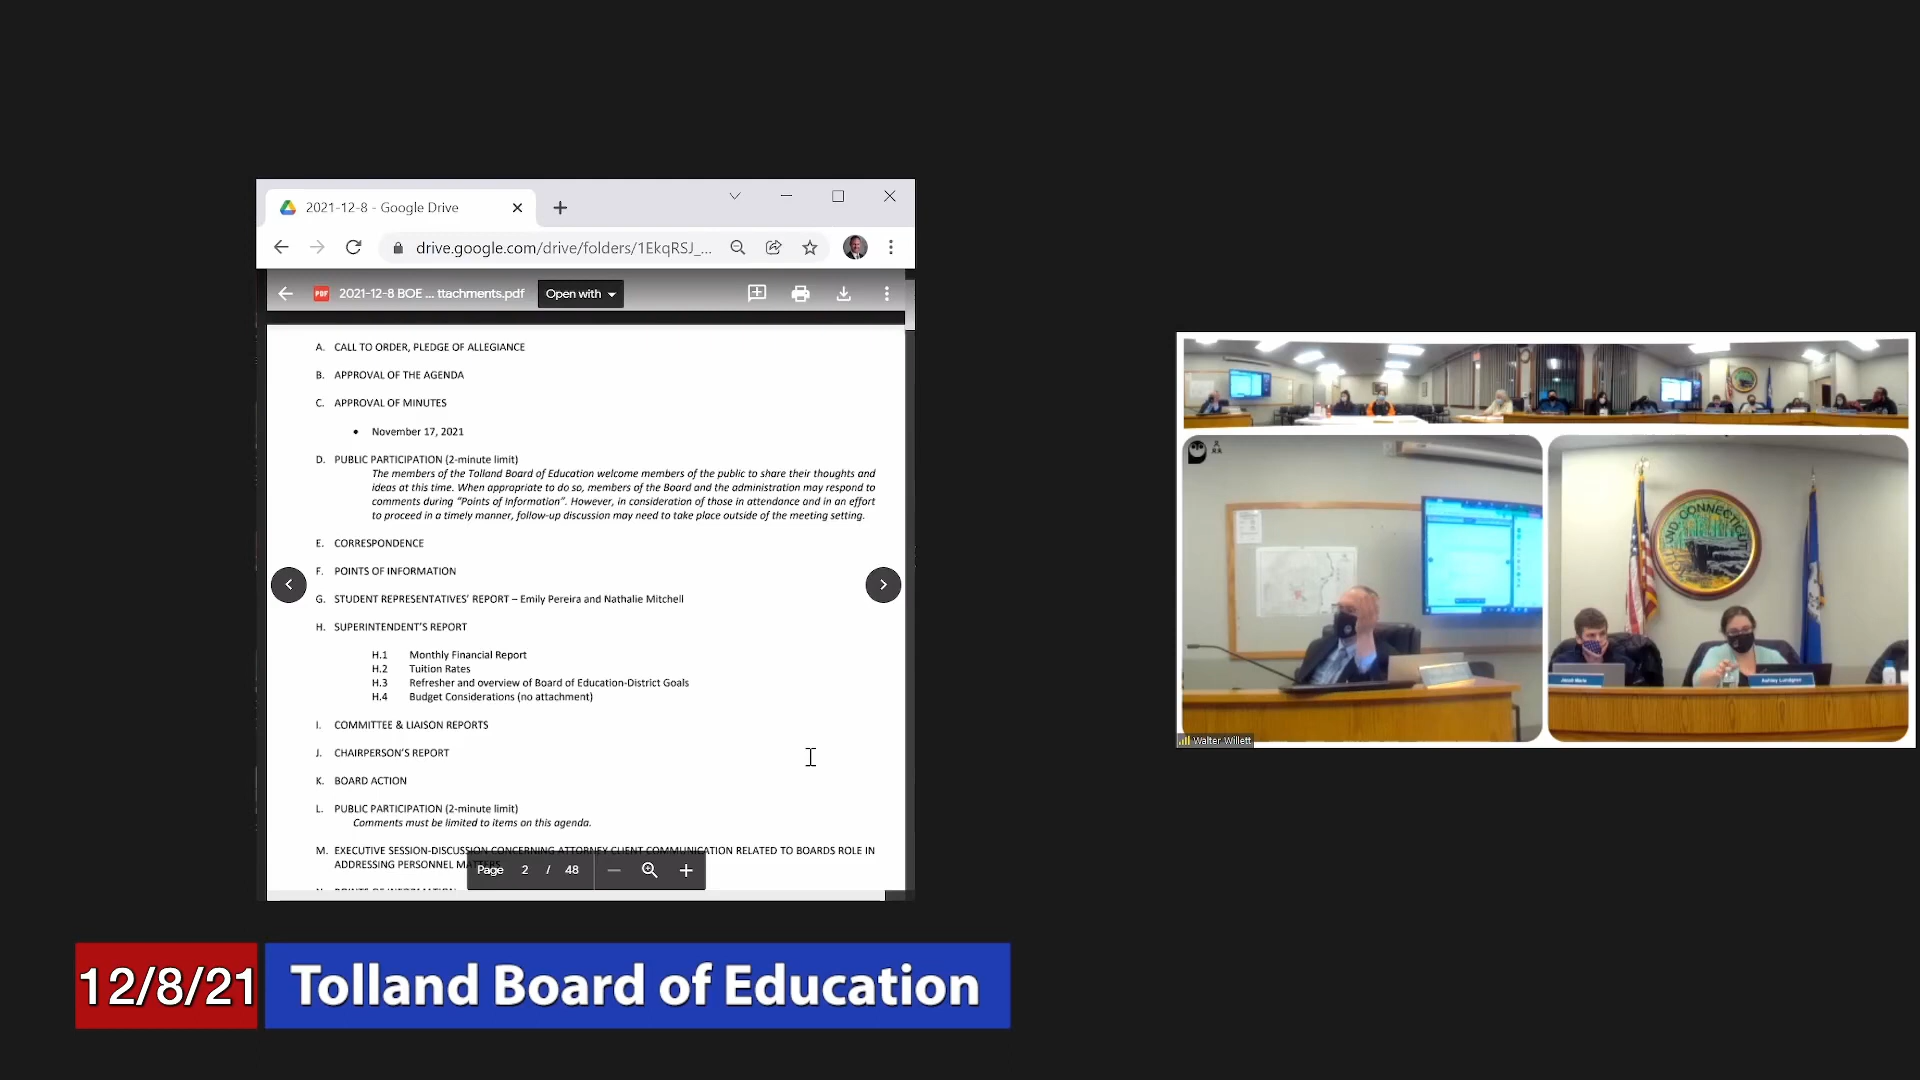 2021-12-8 - Google Drive
drive.google.com/drive/folders/1EkqRSJ_...
PDF
2021-12-8 BOE ... ttachments.pdf
Open with
A. CALL TO ORDER, PLEDGE OF ALLEGIANCE
B. APPROVAL OF THE AGENDA
C. APPROVAL OF MINUTES
• November 17, 2021
D. PUBLIC PARTICIPATION (2-minute limit)
The members of the Tolland Board of Education welcome members of the public to share their thoughts and
ideas at this time. When appropriate to do so, members of the Board and the administration may respond to
comments during “Points of Information”. However, in consideration of those in attendance and in an effort
to proceed in a timely manner, follow-up discussion may need to take place outside of the meeting setting.
E. CORRESPONDENCE
F. POINTS OF INFORMATION
G. STUDENT REPRESENTATIVES’ REPORT – Emily Pereira and Nathalie Mitchell
H. SUPERINTENDENT’S REPORT
H.1 Monthly Financial Report
H.2 Tuition Rates
H.3 Refresher and overview of Board of Education-District Goals
H.4 Budget Considerations (no attachment)
I. COMMITTEE & LIAISON REPORTS
J. CHAIRPERSON’S REPORT
K. BOARD ACTION
L. PUBLIC PARTICIPATION (2-minute limit)
Comments must be limited to items on this agenda.
M. EXECUTIVE SESSION-DISCUSSION CONCERNING ATTORNEY CLIENT COMMUNICATION RELATED TO BOARDS ROLE IN
ADDRESSING PERSONNEL MATTERS
N. POINTS OF INFORMATION
Page 2 / 48
CONNECTICUT
Ashley Lundgren
Walter Willett
12/8/21
Tolland Board of Education